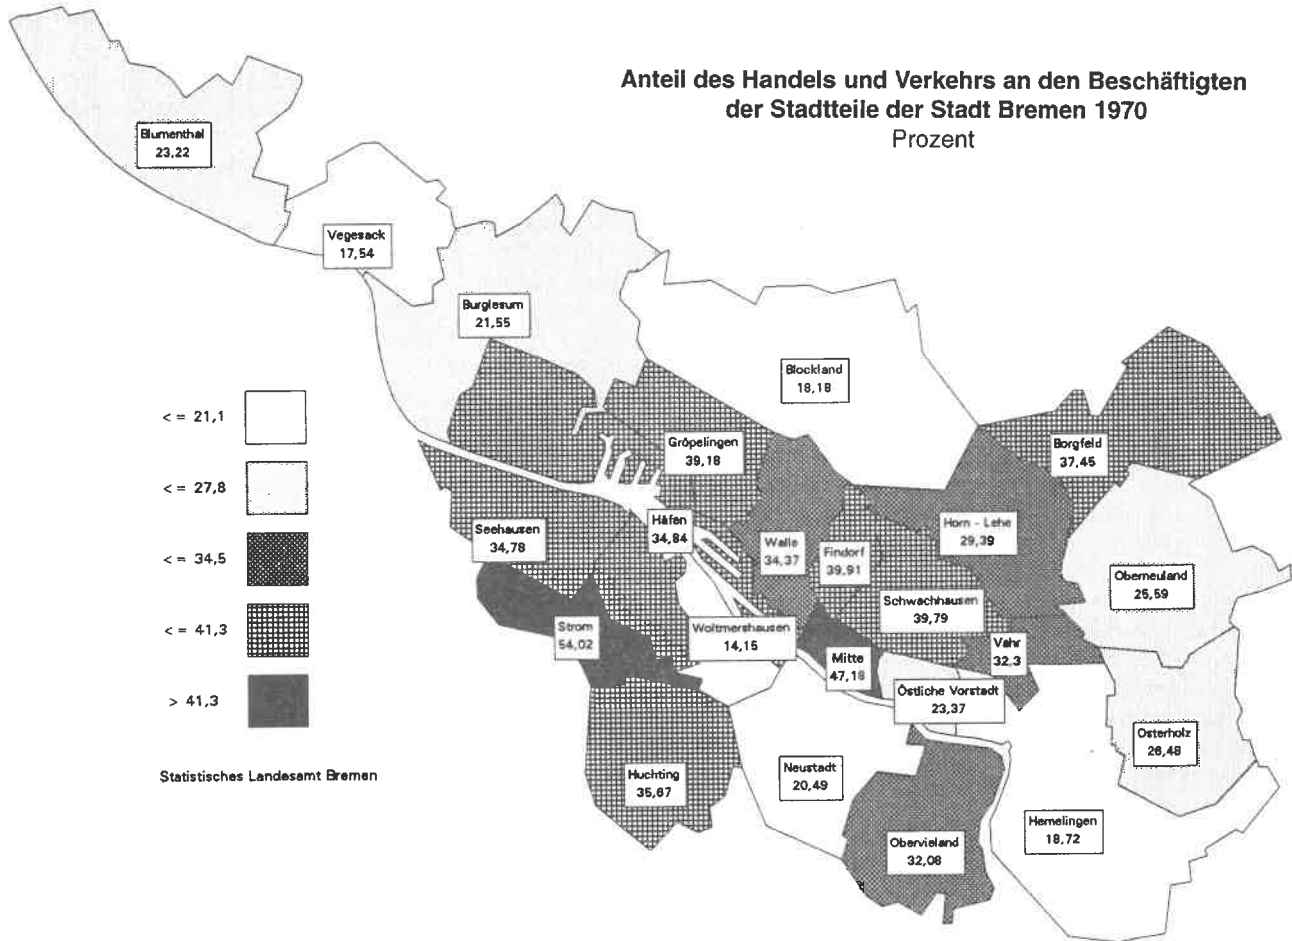 Anteil des Handels und Verkehrs an den Beschäftigten
der Stadtteile der Stadt Bremen 1970
Prozent
Blumenthal
23,22
Vegesack
17,54
Burglesum
21,55
Blockland
18,18
Gröpelingen
39,18
Borgfeld
37,45
Seehausen
34,78
Häfen
34,84
Walle
34,37
Findorf
39,91
Horn - Lehe
29,39
Oberneuland
25,59
Schwachhausen
39,79
Strom
54,02
Woltmershausen
14,15
Mitte
47,18
Vahr
32,3
Östliche Vorstadt
23,37
Osterholz
26,48
Huchting
35,67
Neustadt
20,49
Obervieland
32,08
Hemelingen
18,72
< = 21,1
< = 27,8
< = 34,5
< = 41,3
> 41,3
Statistisches Landesamt Bremen